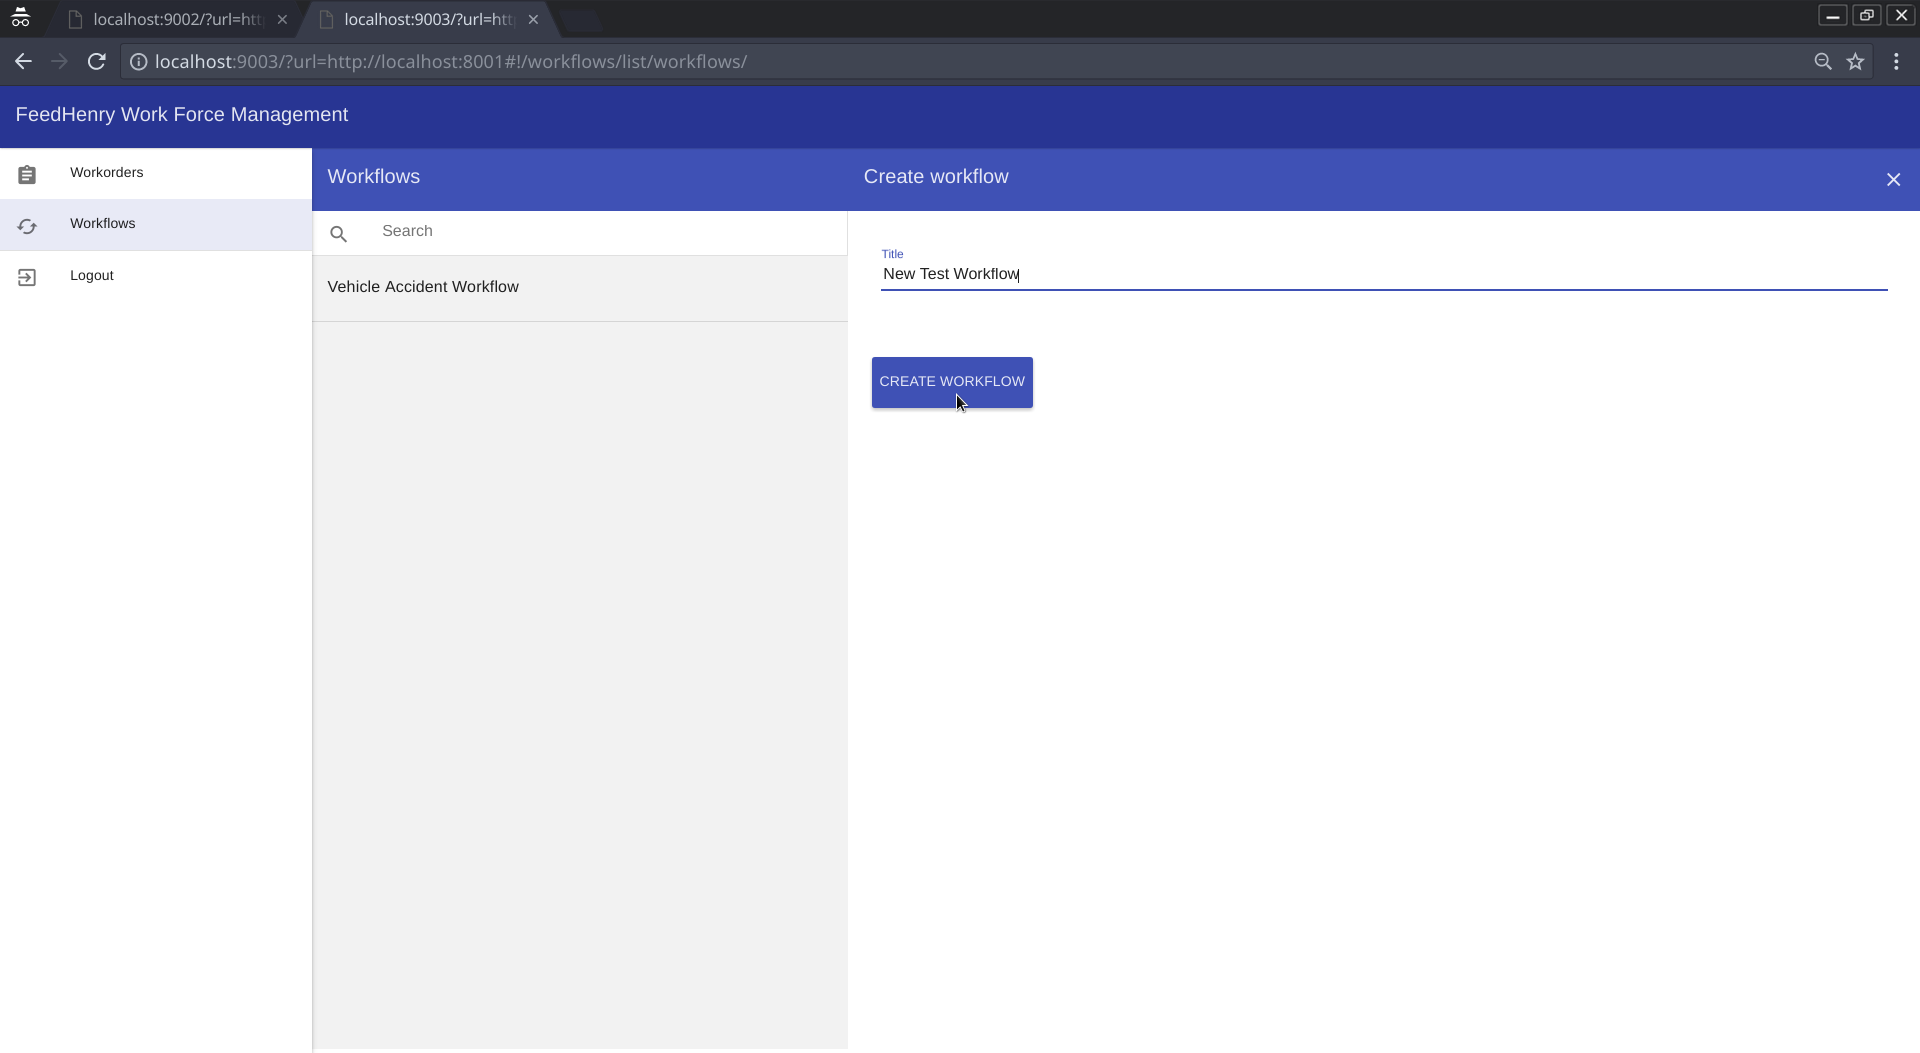 localhost:9002/?url=htt
localhost:9003/?url=htt
localhost:9003/?url=http://localhost:8001#!/workflows/list/workflows/
FeedHenry Work Force Management
Workorders
Workflows
Logout
Workflows
Search
Vehicle Accident Workflow
Create workflow
Title
New Test Workflow
CREATE WORKFLOW